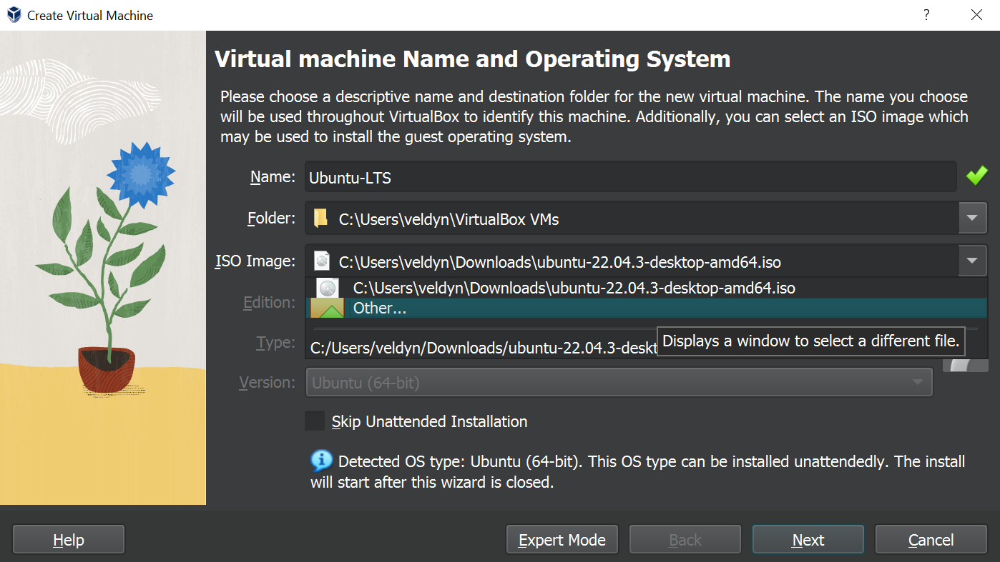 Create Virtual Machine
?
Virtual machine Name and Operating System
Please choose a descriptive name and destination folder for the new virtual machine. The name you choose
will be used throughout VirtualBox to identify this machine. Additionally, you can select an ISO image which
may be used to install the guest operating system.
Name: Ubuntu-LTS
Folder: C:\Users\veldyn\VirtualBox VMs
ISO Image: C:\Users\veldyn\Downloads\ubuntu-22.04.3-desktop-amd64.iso
C:\Users\veldyn\Downloads\ubuntu-22.04.3-desktop-amd64.iso
Edition: Other...
Type: C:/Users/veldyn/Downloads/ubuntu-22.04.3-deskt Displays a window to select a different file.
Version: Ubuntu (64-bit)
Skip Unattended Installation
Detected OS type: Ubuntu (64-bit). This OS type can be installed unattendedly. The install
will start after this wizard is closed.
Help Expert Mode Back Next Cancel